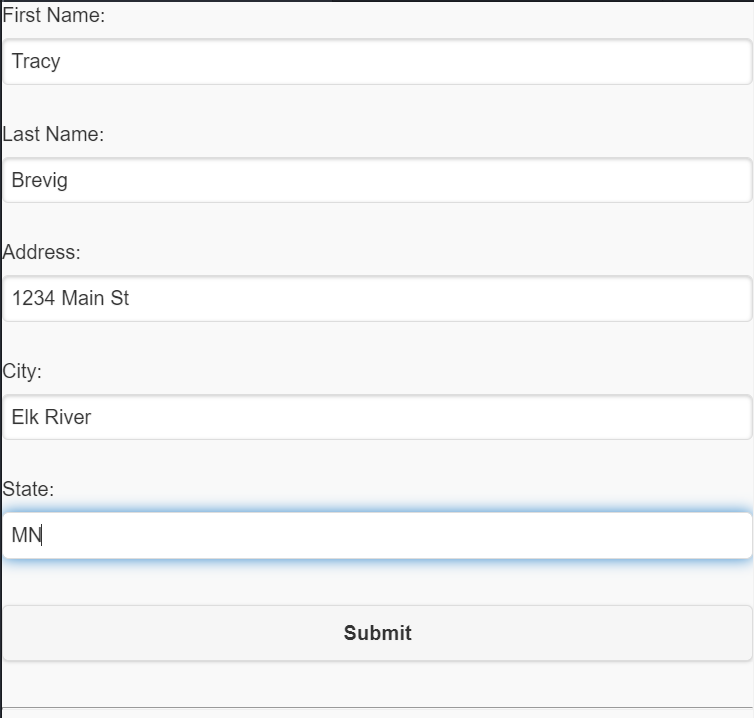 First Name:
Tracy
Last Name:
Brevig
Address:
1234 Main St
City:
Elk River
State:
MN
Submit